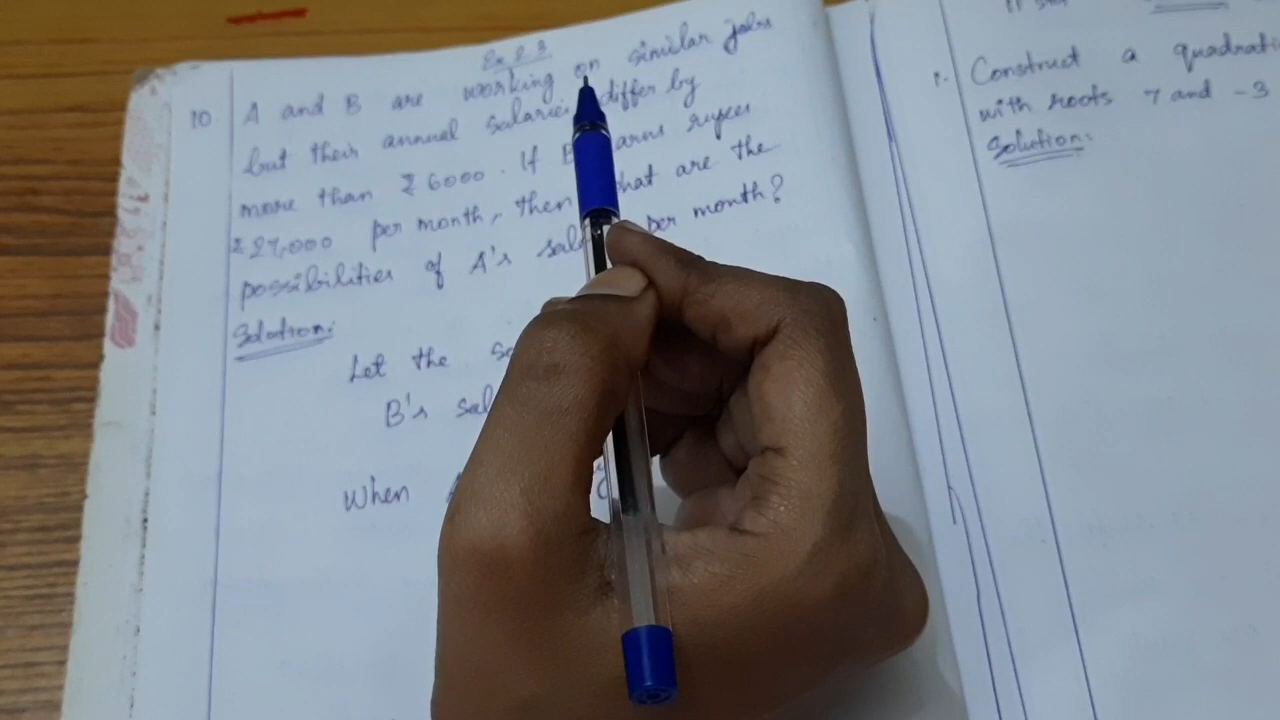 Ex 2.3
10. A and B are working on similar jobs
but their annual salaries differ by
more than ₹ 6000. If B earns rupees
₹ 27,000 per month, then what are the
possibilities of A's salary per month?
Solution:
Let the
B's
When
1. Construct a
with roots 7 and -3
Solution: